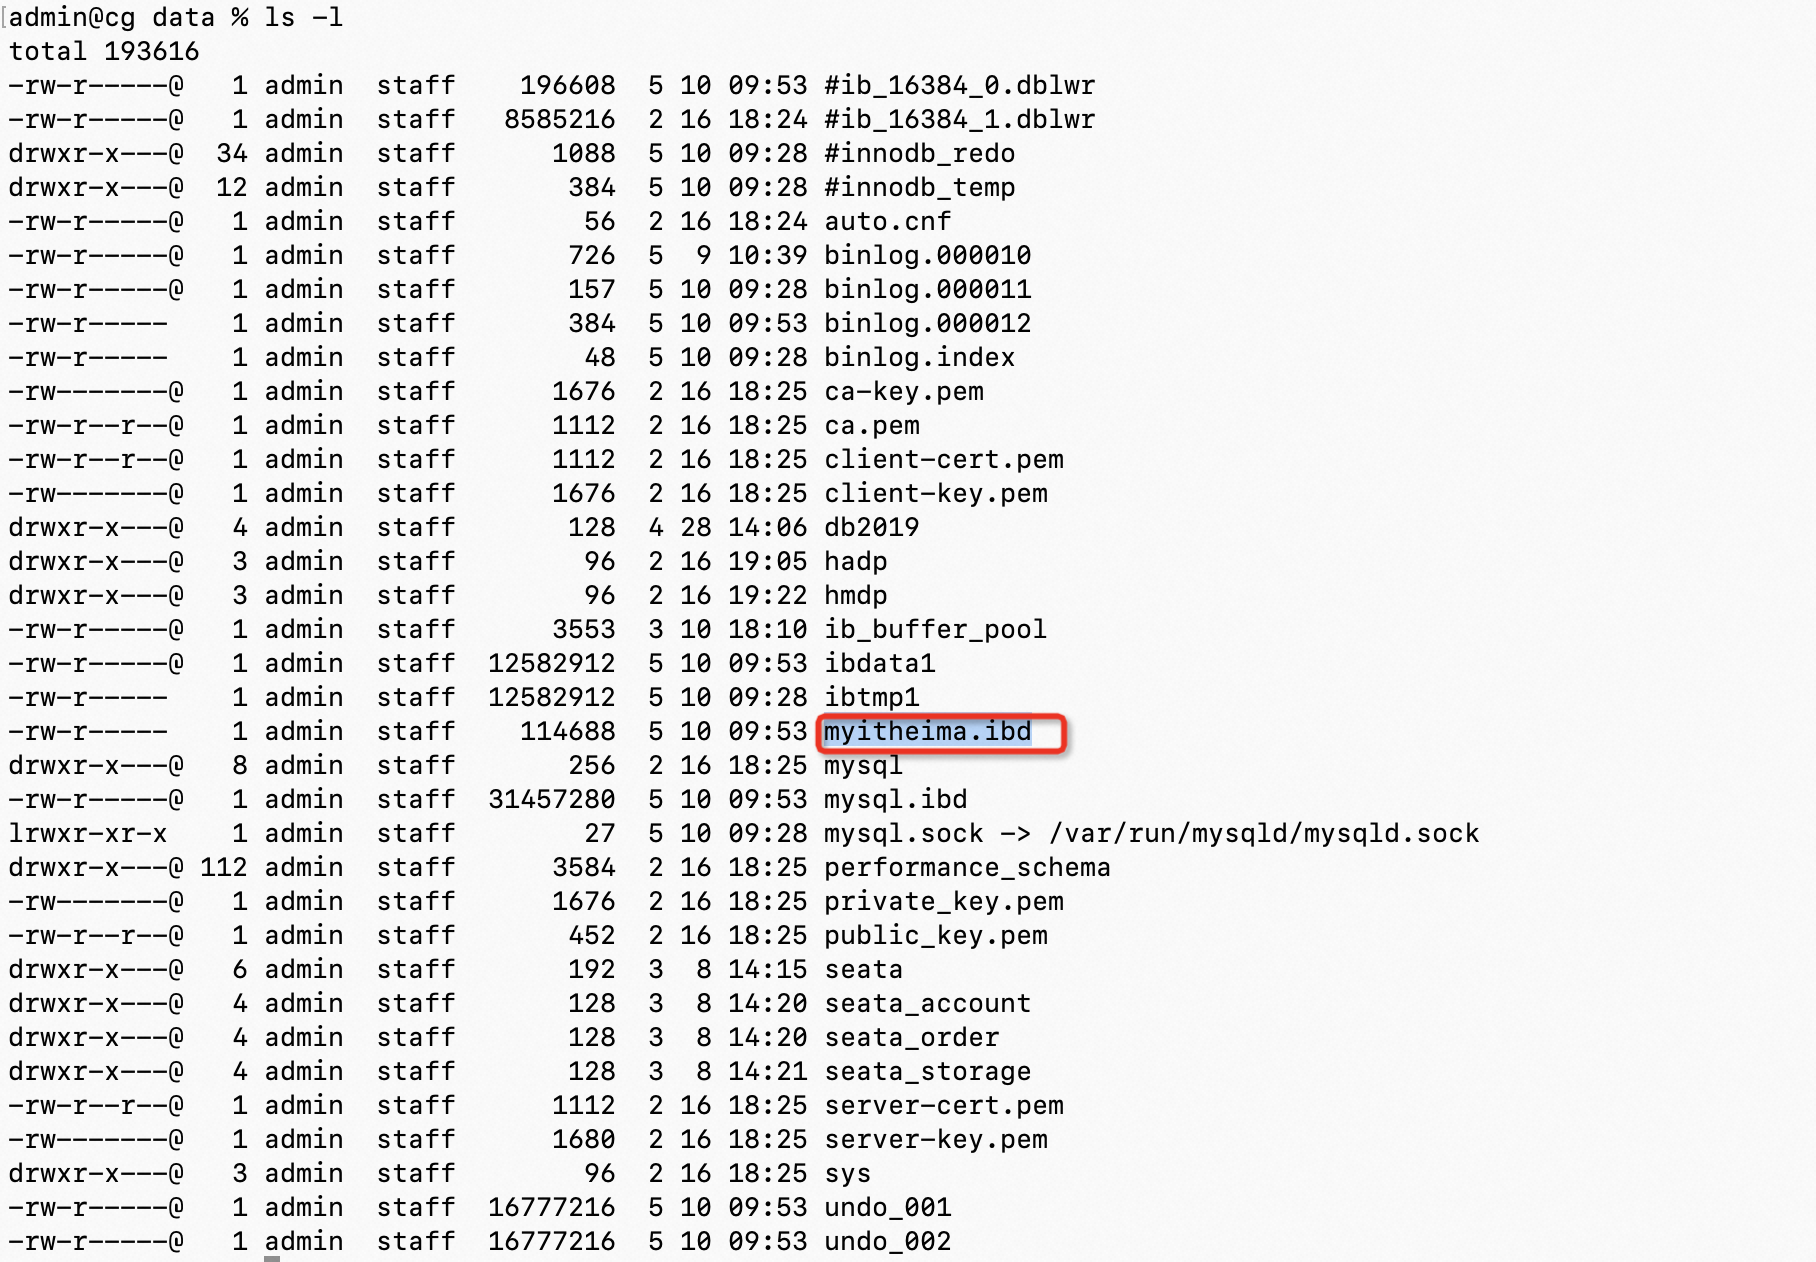 [admin@cg data % ls -l
total 193616
-rw-r-----@   1 admin  staff    196608  5 10 09:53 #ib_16384_0.dblwr
-rw-r-----@   1 admin  staff   8585216  2 16 18:24 #ib_16384_1.dblwr
drwxr-x---@  34 admin  staff      1088  5 10 09:28 #innodb_redo
drwxr-x---@  12 admin  staff       384  5 10 09:28 #innodb_temp
-rw-r-----@   1 admin  staff        56  2 16 18:24 auto.cnf
-rw-r-----@   1 admin  staff       726  5  9 10:39 binlog.000010
-rw-r-----@   1 admin  staff       157  5 10 09:28 binlog.000011
-rw-r-----    1 admin  staff       384  5 10 09:53 binlog.000012
-rw-r-----    1 admin  staff        48  5 10 09:28 binlog.index
-rw-------@   1 admin  staff      1676  2 16 18:25 ca-key.pem
-rw-r--r--@   1 admin  staff      1112  2 16 18:25 ca.pem
-rw-r--r--@   1 admin  staff      1112  2 16 18:25 client-cert.pem
-rw-------@   1 admin  staff      1676  2 16 18:25 client-key.pem
drwxr-x---@   4 admin  staff       128  4 28 14:06 db2019
drwxr-x---@   3 admin  staff        96  2 16 19:05 hadp
drwxr-x---@   3 admin  staff        96  2 16 19:22 hmdp
-rw-r-----@   1 admin  staff      3553  3 10 18:10 ib_buffer_pool
-rw-r-----@   1 admin  staff  12582912  5 10 09:53 ibdata1
-rw-r-----    1 admin  staff  12582912  5 10 09:28 ibtmp1
-rw-r-----    1 admin  staff    114688  5 10 09:53 myitheima.ibd
drwxr-x---@   8 admin  staff       256  2 16 18:25 mysql
-rw-r-----@   1 admin  staff  31457280  5 10 09:53 mysql.ibd
lrwxr-xr-x    1 admin  staff        27  5 10 09:28 mysql.sock -> /var/run/mysqld/mysqld.sock
drwxr-x---@ 112 admin  staff      3584  2 16 18:25 performance_schema
-rw-------@   1 admin  staff      1676  2 16 18:25 private_key.pem
-rw-r--r--@   1 admin  staff       452  2 16 18:25 public_key.pem
drwxr-x---@   6 admin  staff       192  3  8 14:15 seata
drwxr-x---@   4 admin  staff       128  3  8 14:20 seata_account
drwxr-x---@   4 admin  staff       128  3  8 14:20 seata_order
drwxr-x---@   4 admin  staff       128  3  8 14:21 seata_storage
-rw-r--r--@   1 admin  staff      1112  2 16 18:25 server-cert.pem
-rw-------@   1 admin  staff      1680  2 16 18:25 server-key.pem
drwxr-x---@   3 admin  staff        96  2 16 18:25 sys
-rw-r-----@   1 admin  staff  16777216  5 10 09:53 undo_001
-rw-r-----@   1 admin  staff  16777216  5 10 09:53 undo_002